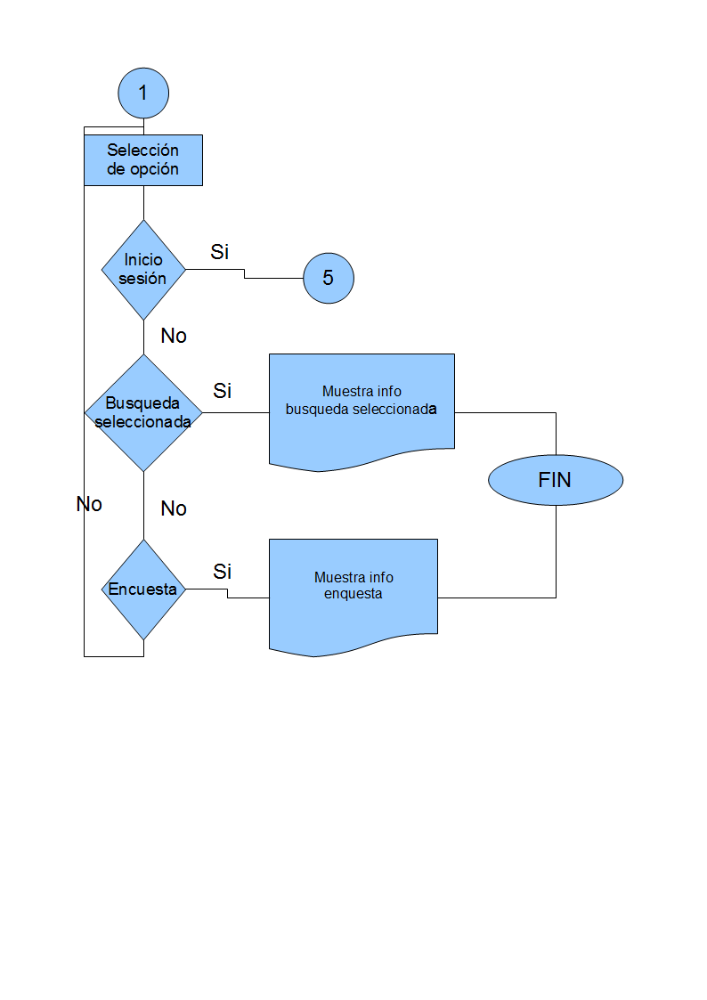 1
Selección
de opción
Inicio
sesión
Si
5
No
Busqueda
seleccionada
Si
Muestra info
busqueda seleccionada
FIN
No
No
Encuesta
Si
Muestra info
enquesta